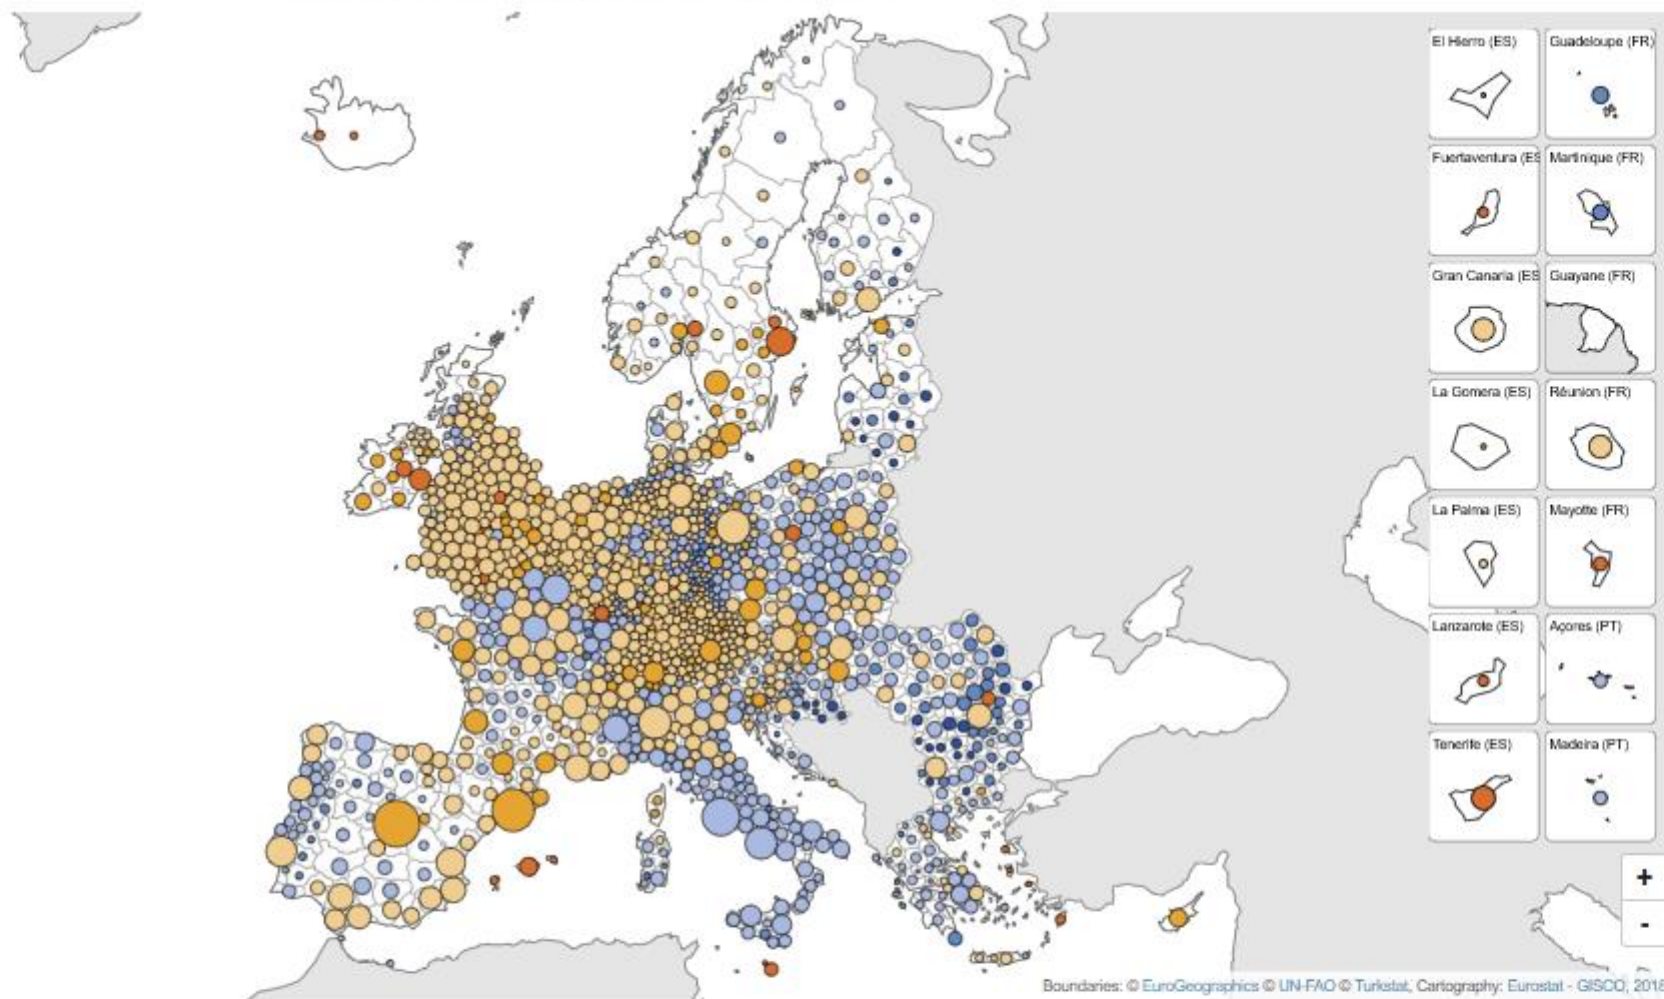 El Hierro (ES)
Guadeloupe (FR)
Fuertaventura (ES
Martinique (FR)
Gran Canaria (ES
Guayane (FR)
La Gomera (ES)
Réunion (FR)
La Palma (ES)
Mayotte (FR)
Lanzarote (ES)
Açores (PT)
Tenerife (ES)
Madeira (PT)
+
-
Boundaries: © EuroGeographics © UN-FAO © Turkstat, Cartography: Eurostat - GISCO, 2018